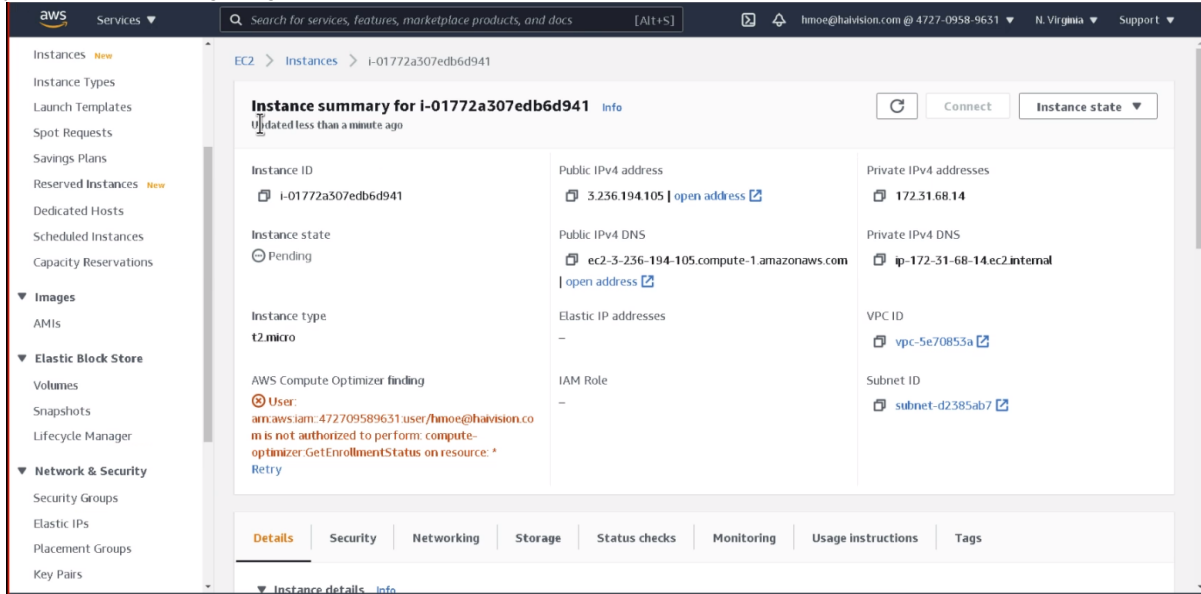 aws Services ▼ Search for services, features, marketplace products, and docs [Alt+S] hmoe@haivision.com @ 4727-0958-9631 ▼ N. Virginia ▼ Support ▼
Instances New
Instance Types
Launch Templates
Spot Requests
Savings Plans
Reserved Instances New
Dedicated Hosts
Scheduled Instances
Capacity Reservations
▼ Images
AMIs
▼ Elastic Block Store
Volumes
Snapshots
Lifecycle Manager
▼ Network & Security
Security Groups
Elastic IPs
Placement Groups
Key Pairs
EC2 > Instances > i-01772a307edb6d941
Instance summary for i-01772a307edb6d941 Info
Updated less than a minute ago
Connect
Instance state ▼
Instance ID
i-01772a307edb6d941
Public IPv4 address
3.236.194.105 | open address
Private IPv4 addresses
172.31.68.14
Instance state
Pending
Public IPv4 DNS
ec2-3-236-194-105.compute-1.amazonaws.com
| open address
Private IPv4 DNS
ip-172-31-68-14.ec2.internal
Instance type
t2.micro
Elastic IP addresses
–
VPC ID
vpc-5e70853a
AWS Compute Optimizer finding
User:
arn:aws:iam::472709589631:user/hmoe@haivision.co
m is not authorized to perform: compute-
optimizer:GetEnrollmentStatus on resource: *
Retry
IAM Role
–
Subnet ID
subnet-d2385ab7
Details Security Networking Storage Status checks Monitoring Usage instructions Tags
▼ Instance details Info